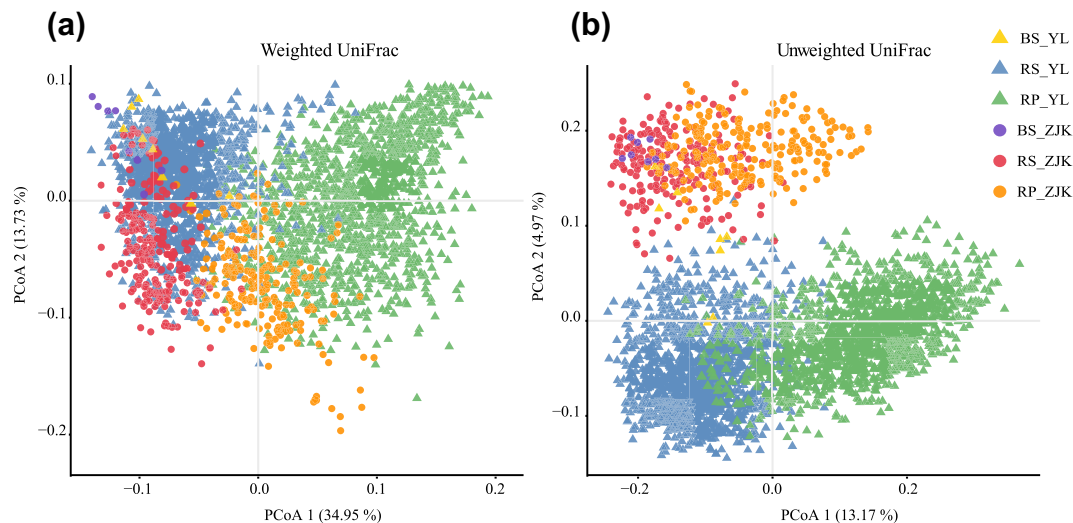 (a)
Weighted UniFrac
0.1
0.0
−0.1
−0.2
PCoA 2 (13.73 %)
−0.1
0.0
0.1
0.2
PCoA 1 (34.95 %)
(b)
Unweighted UniFrac
0.2
0.1
0.0
−0.1
PCoA 2 (4.97 %)
−0.2
0.0
0.2
PCoA 1 (13.17 %)
BS_YL
RS_YL
RP_YL
BS_ZJK
RS_ZJK
RP_ZJK